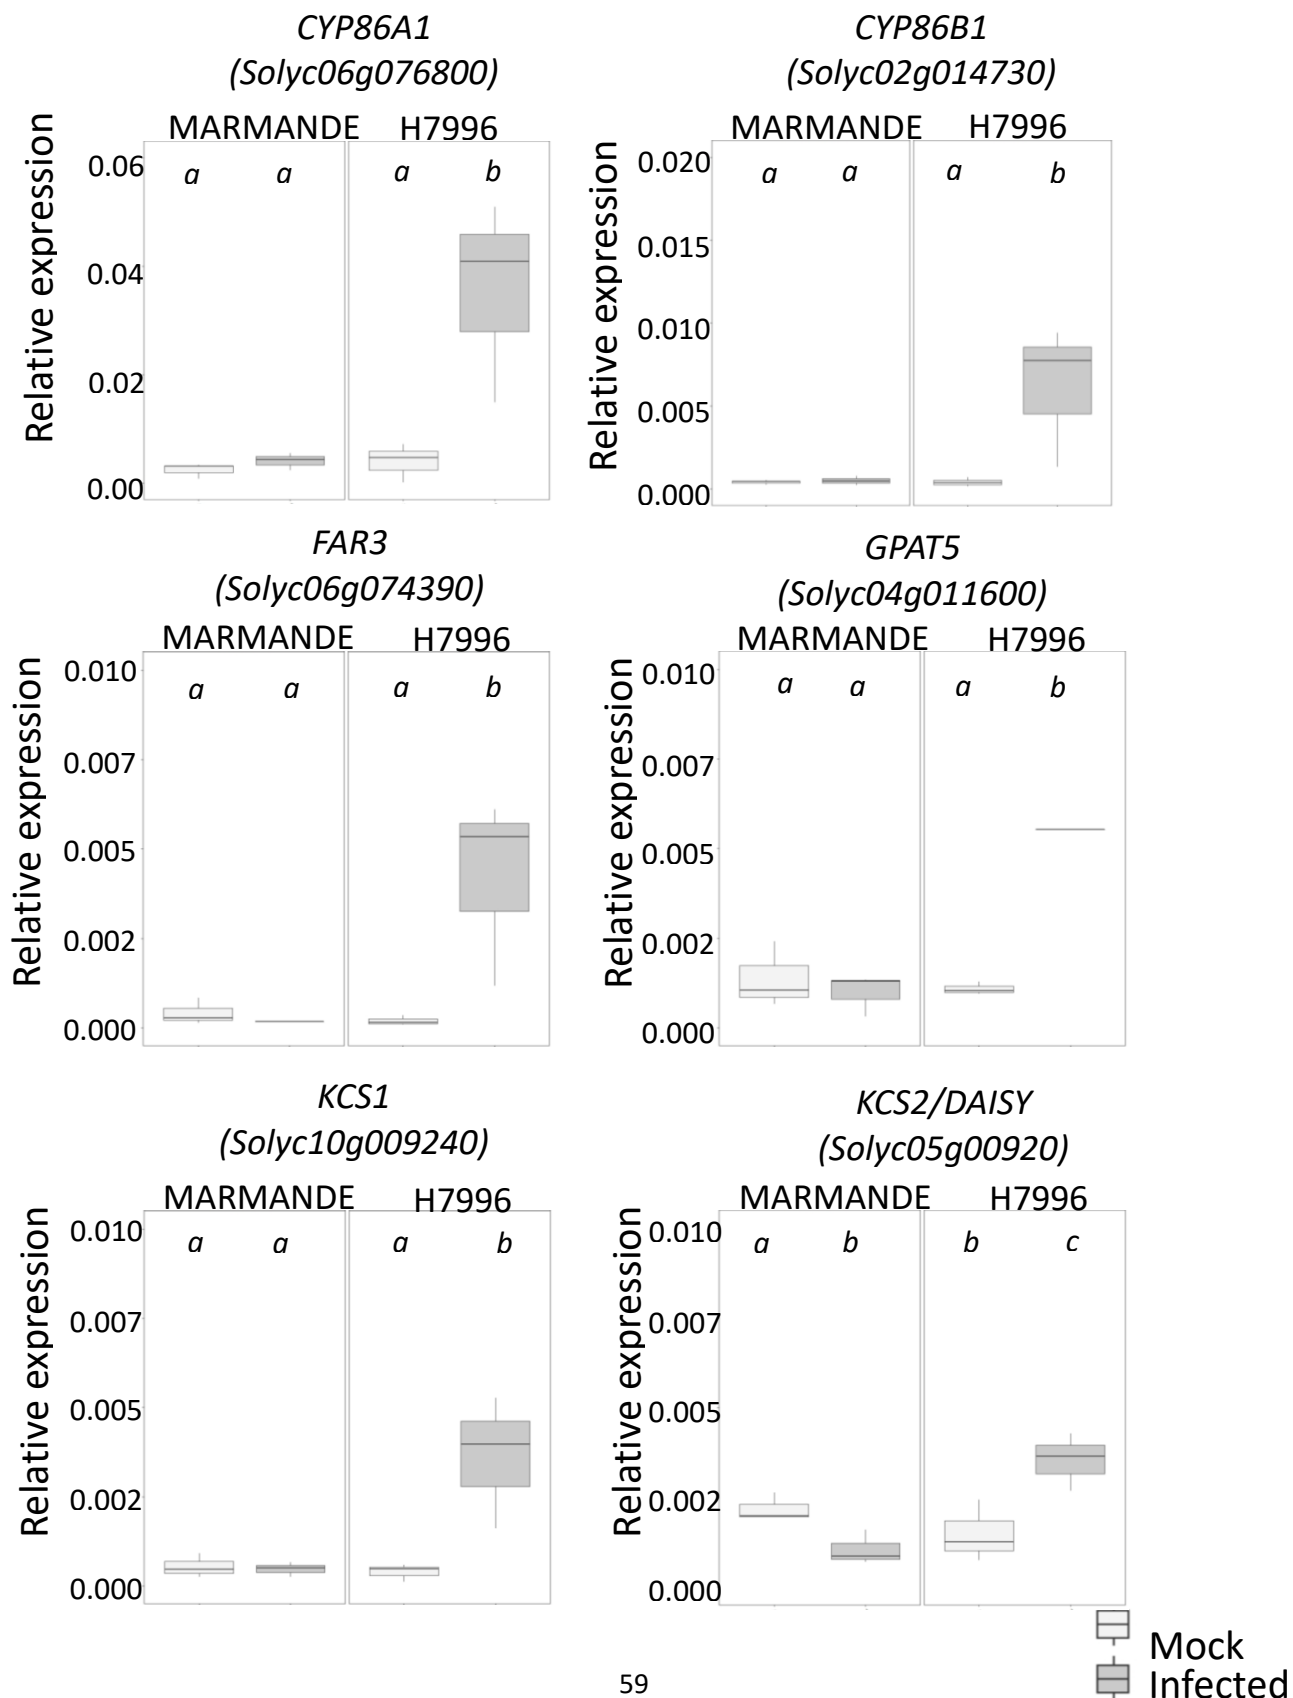 CYP86A1
(Solyc06g076800)
MARMANDE H7996
Relative expression
0.06
0.04
0.02
0.00
a a a b
CYP86B1
(Solyc02g014730)
MARMANDE H7996
Relative expression
0.020
0.015
0.010
0.005
0.000
a a a b
FAR3
(Solyc06g074390)
MARMANDE H7996
Relative expression
0.010
0.007
0.005
0.002
0.000
a a a b
GPAT5
(Solyc04g011600)
MARMANDE H7996
Relative expression
0.010
0.007
0.005
0.002
0.000
a a a b
KCS1
(Solyc10g009240)
MARMANDE H7996
Relative expression
0.010
0.007
0.005
0.002
0.000
a a a b
KCS2/DAISY
(Solyc05g00920)
MARMANDE H7996
Relative expression
0.010
0.007
0.005
0.002
0.000
a b b c
Mock
Infected
59